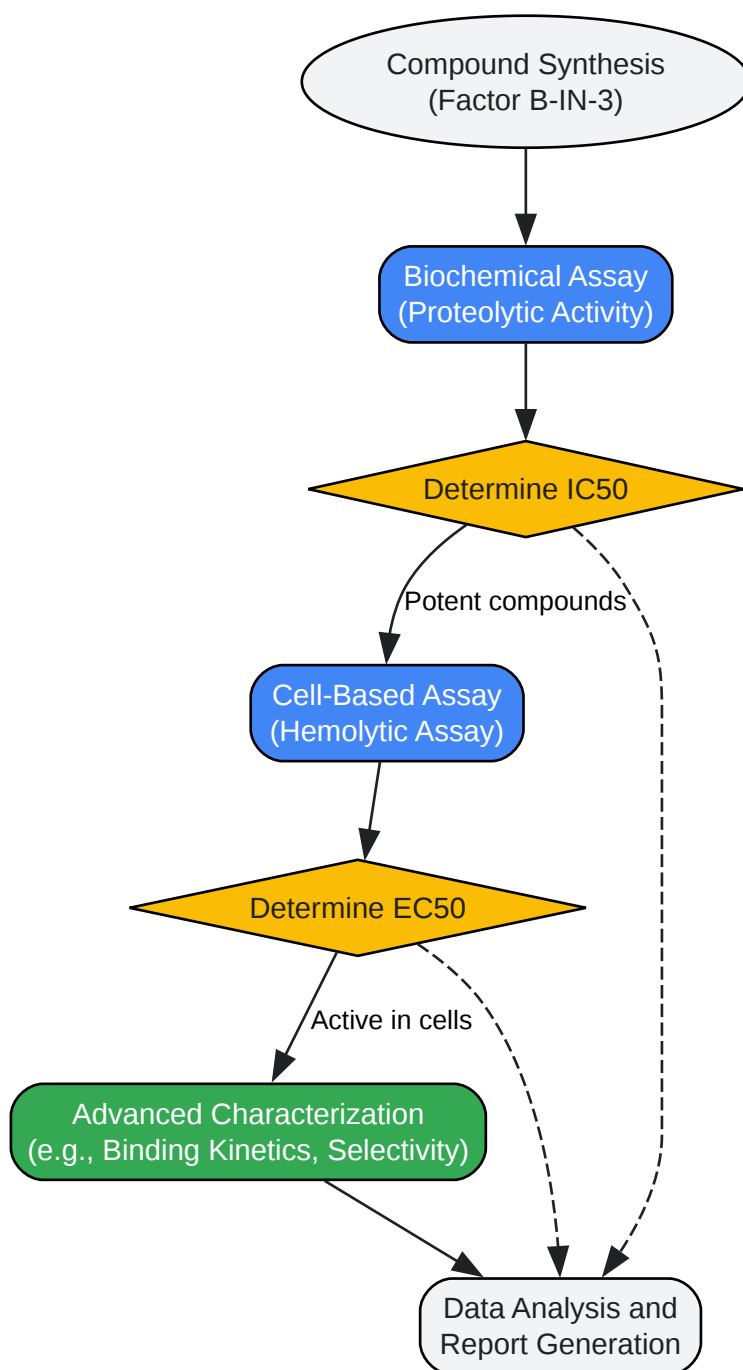 Compound Synthesis
(Factor B-IN-3)
Biochemical Assay
(Proteolytic Activity)
Determine IC50
Potent compounds
Cell-Based Assay
(Hemolytic Assay)
Determine EC50
Active in cells
Advanced Characterization
(e.g., Binding Kinetics, Selectivity)
Data Analysis and
Report Generation